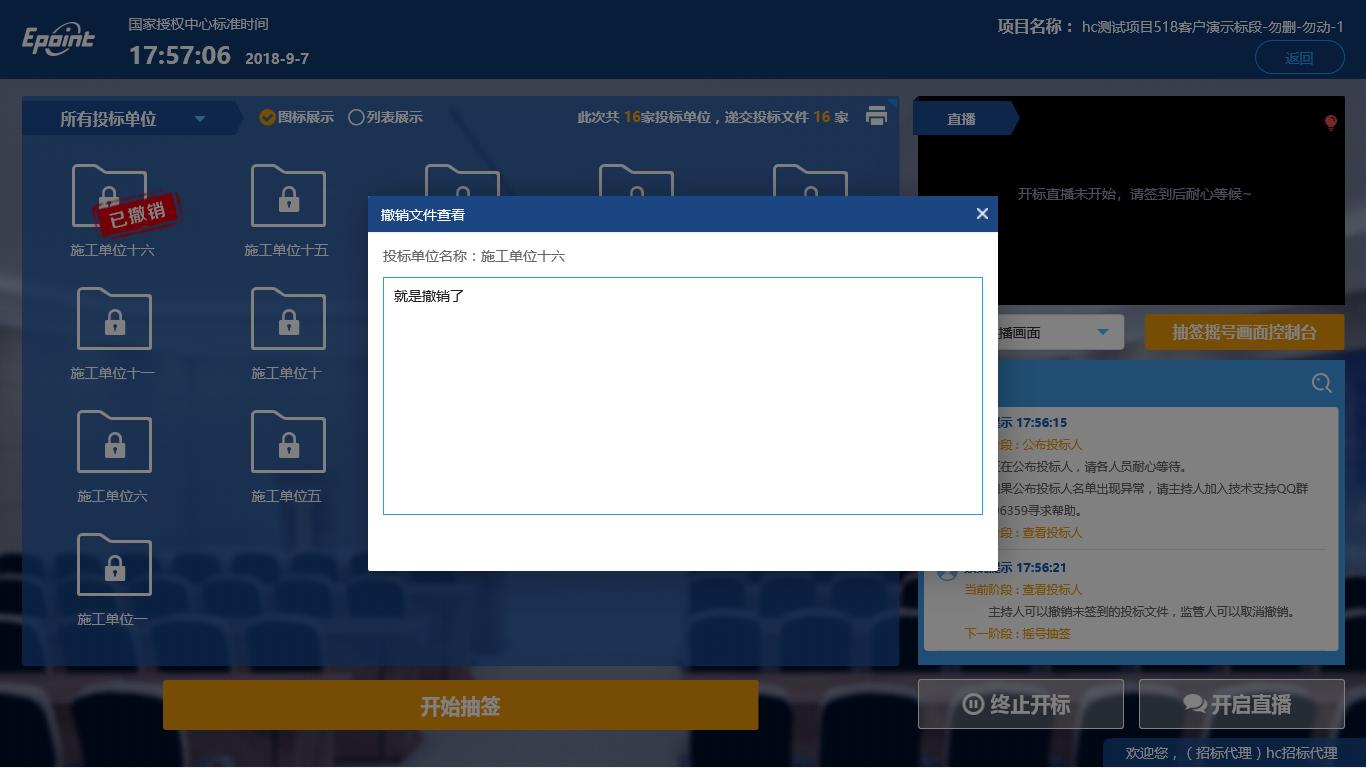 Epoint
国家授权中心标准时间
17:57:06 2018-9-7
项目名称： hc测试项目518客户演示标段-勿删-勿动-1
返回
所有投标单位
图标展示 列表展示
此次共 16家投标单位，递交投标文件 16 家
直播
开标直播未开始，请签到后耐心等候~
已撤销
施工单位十六
施工单位十五
撤销文件查看
投标单位名称：施工单位十六
就是撤销了
施工单位十一
施工单位十
施工单位六
施工单位五
施工单位一
播画面
抽签摇号画面控制台
示 17:56:15
段 : 公布投标人
在公布投标人，请各人员耐心等待。
果公布投标人名单出现异常，请主持人加入技术支持QQ群
6359寻求帮助。
段 : 查看投标人
示 17:56:21
当前阶段 : 查看投标人
主持人可以撤销未签到的投标文件，监管人可以取消撤销。
下一阶段 : 摇号抽签
开始抽签
终止开标
开启直播
欢迎您，（ 招标代理 ）hc招标代理